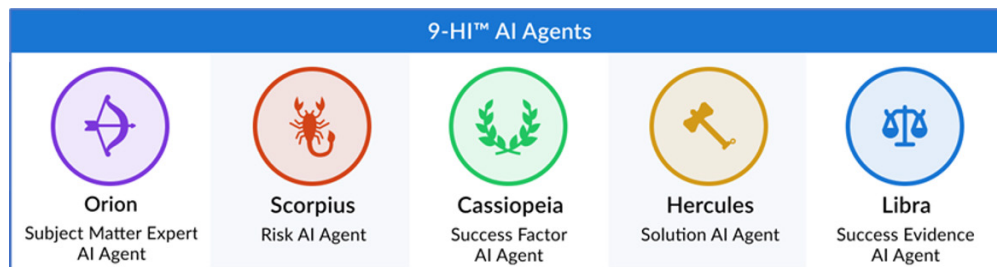 9-HI™ AI Agents
Orion
Subject Matter Expert
AI Agent
Scorpius
Risk AI Agent
Cassiopeia
Success Factor
AI Agent
Hercules
Solution AI Agent
Libra
Success Evidence
AI Agent